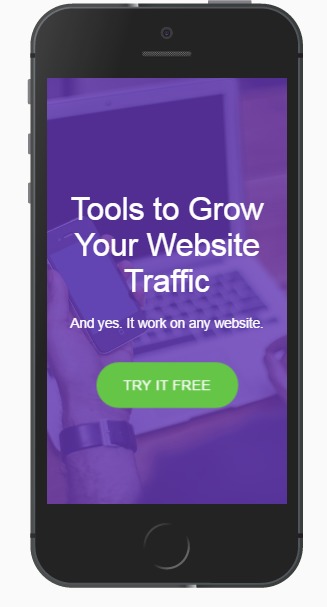 Tools to Grow
Your Website
Traffic
And yes. It work on any website.
TRY IT FREE